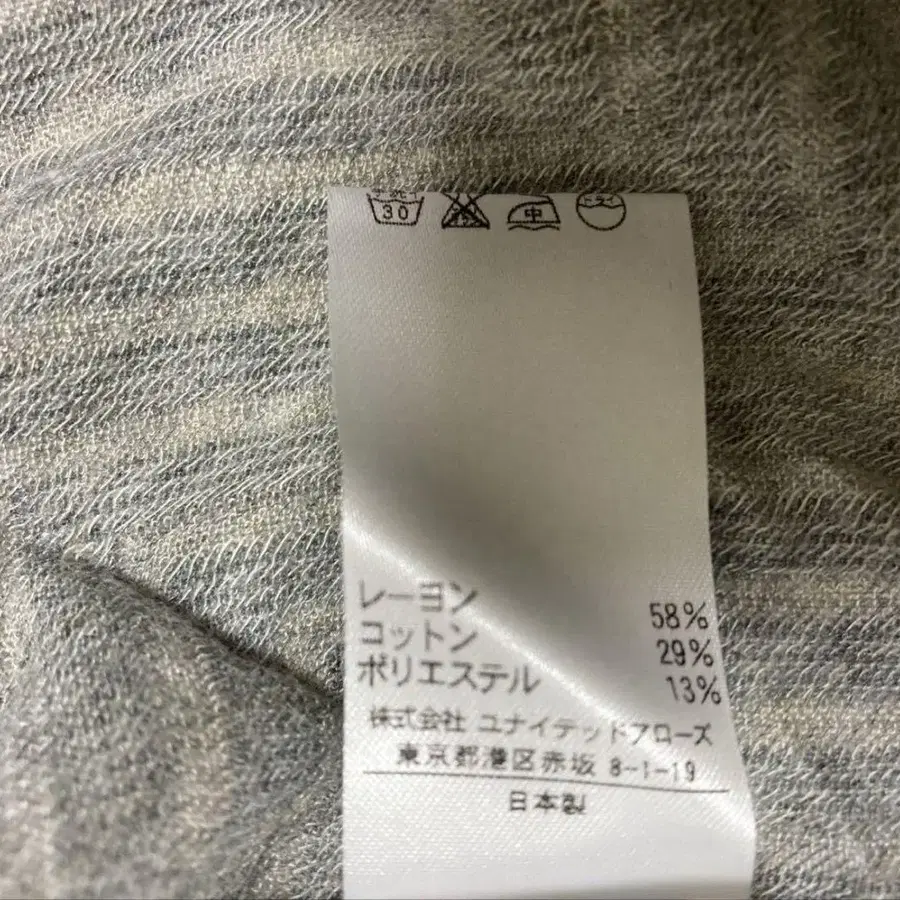 30 中 ドライ
レーヨン 58%
コットン 29%
ポリエステル 13%
株式会社 ユナイテッドアローズ
東京都港区赤坂 8-1-19
日本製